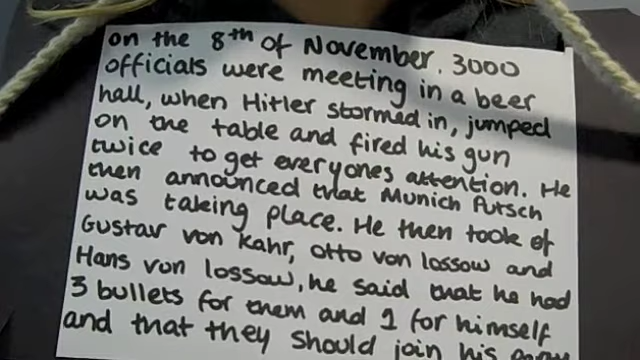 on the 8th of November. 3000
officials were meeting in a beer
hall, when Hitler stormed in, jumped
on the table and fired his gun
twice to get everyones attention. He
then announced that Munich Putsch
was taking place. He then took of
Gustav von Kahr, otto von lossow and
Hans von lossow, he said that he had
3 bullets for them and 1 for himself
and that they should join his